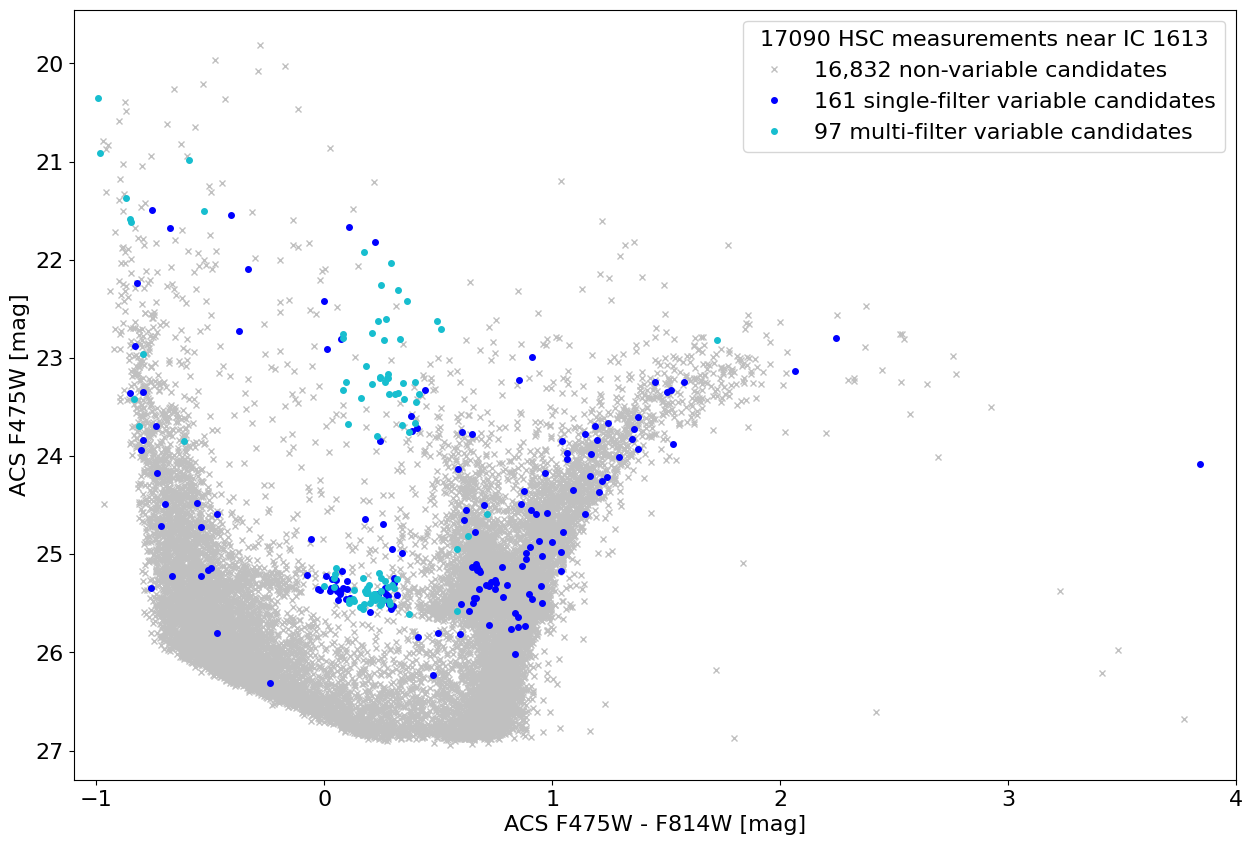 17090 HSC measurements near IC 1613
16,832 non-variable candidates
161 single-filter variable candidates
97 multi-filter variable candidates
20
21
22
23
24
25
26
27
ACS F475W [mag]
−1 0 1 2 3 4
ACS F475W - F814W [mag]